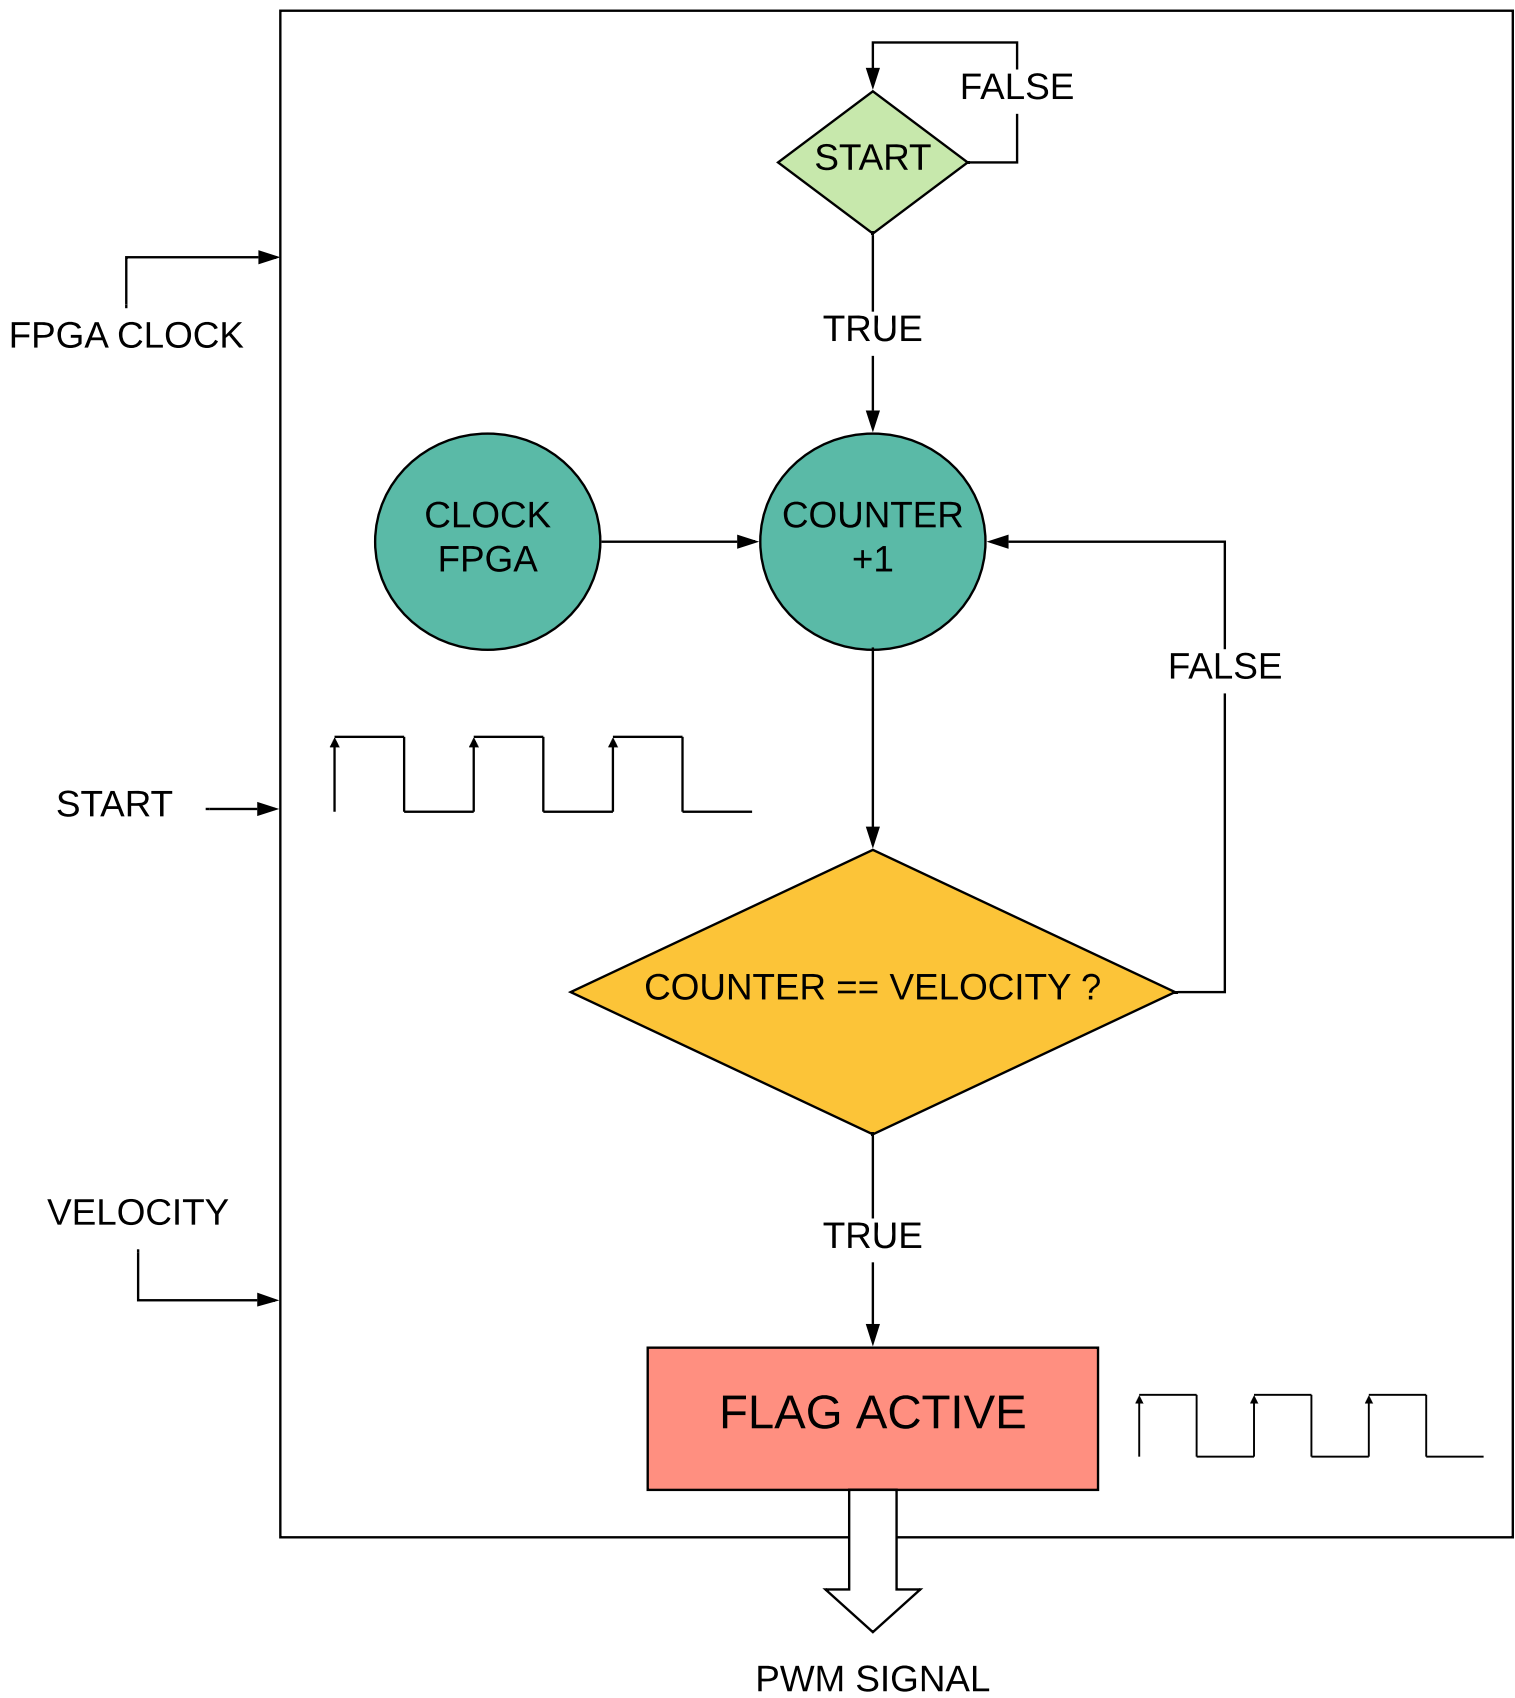 FALSE
START
FPGA CLOCK
TRUE
CLOCK
FPGA
COUNTER
+1
FALSE
START
COUNTER == VELOCITY ?
VELOCITY
TRUE
FLAG ACTIVE
PWM SIGNAL